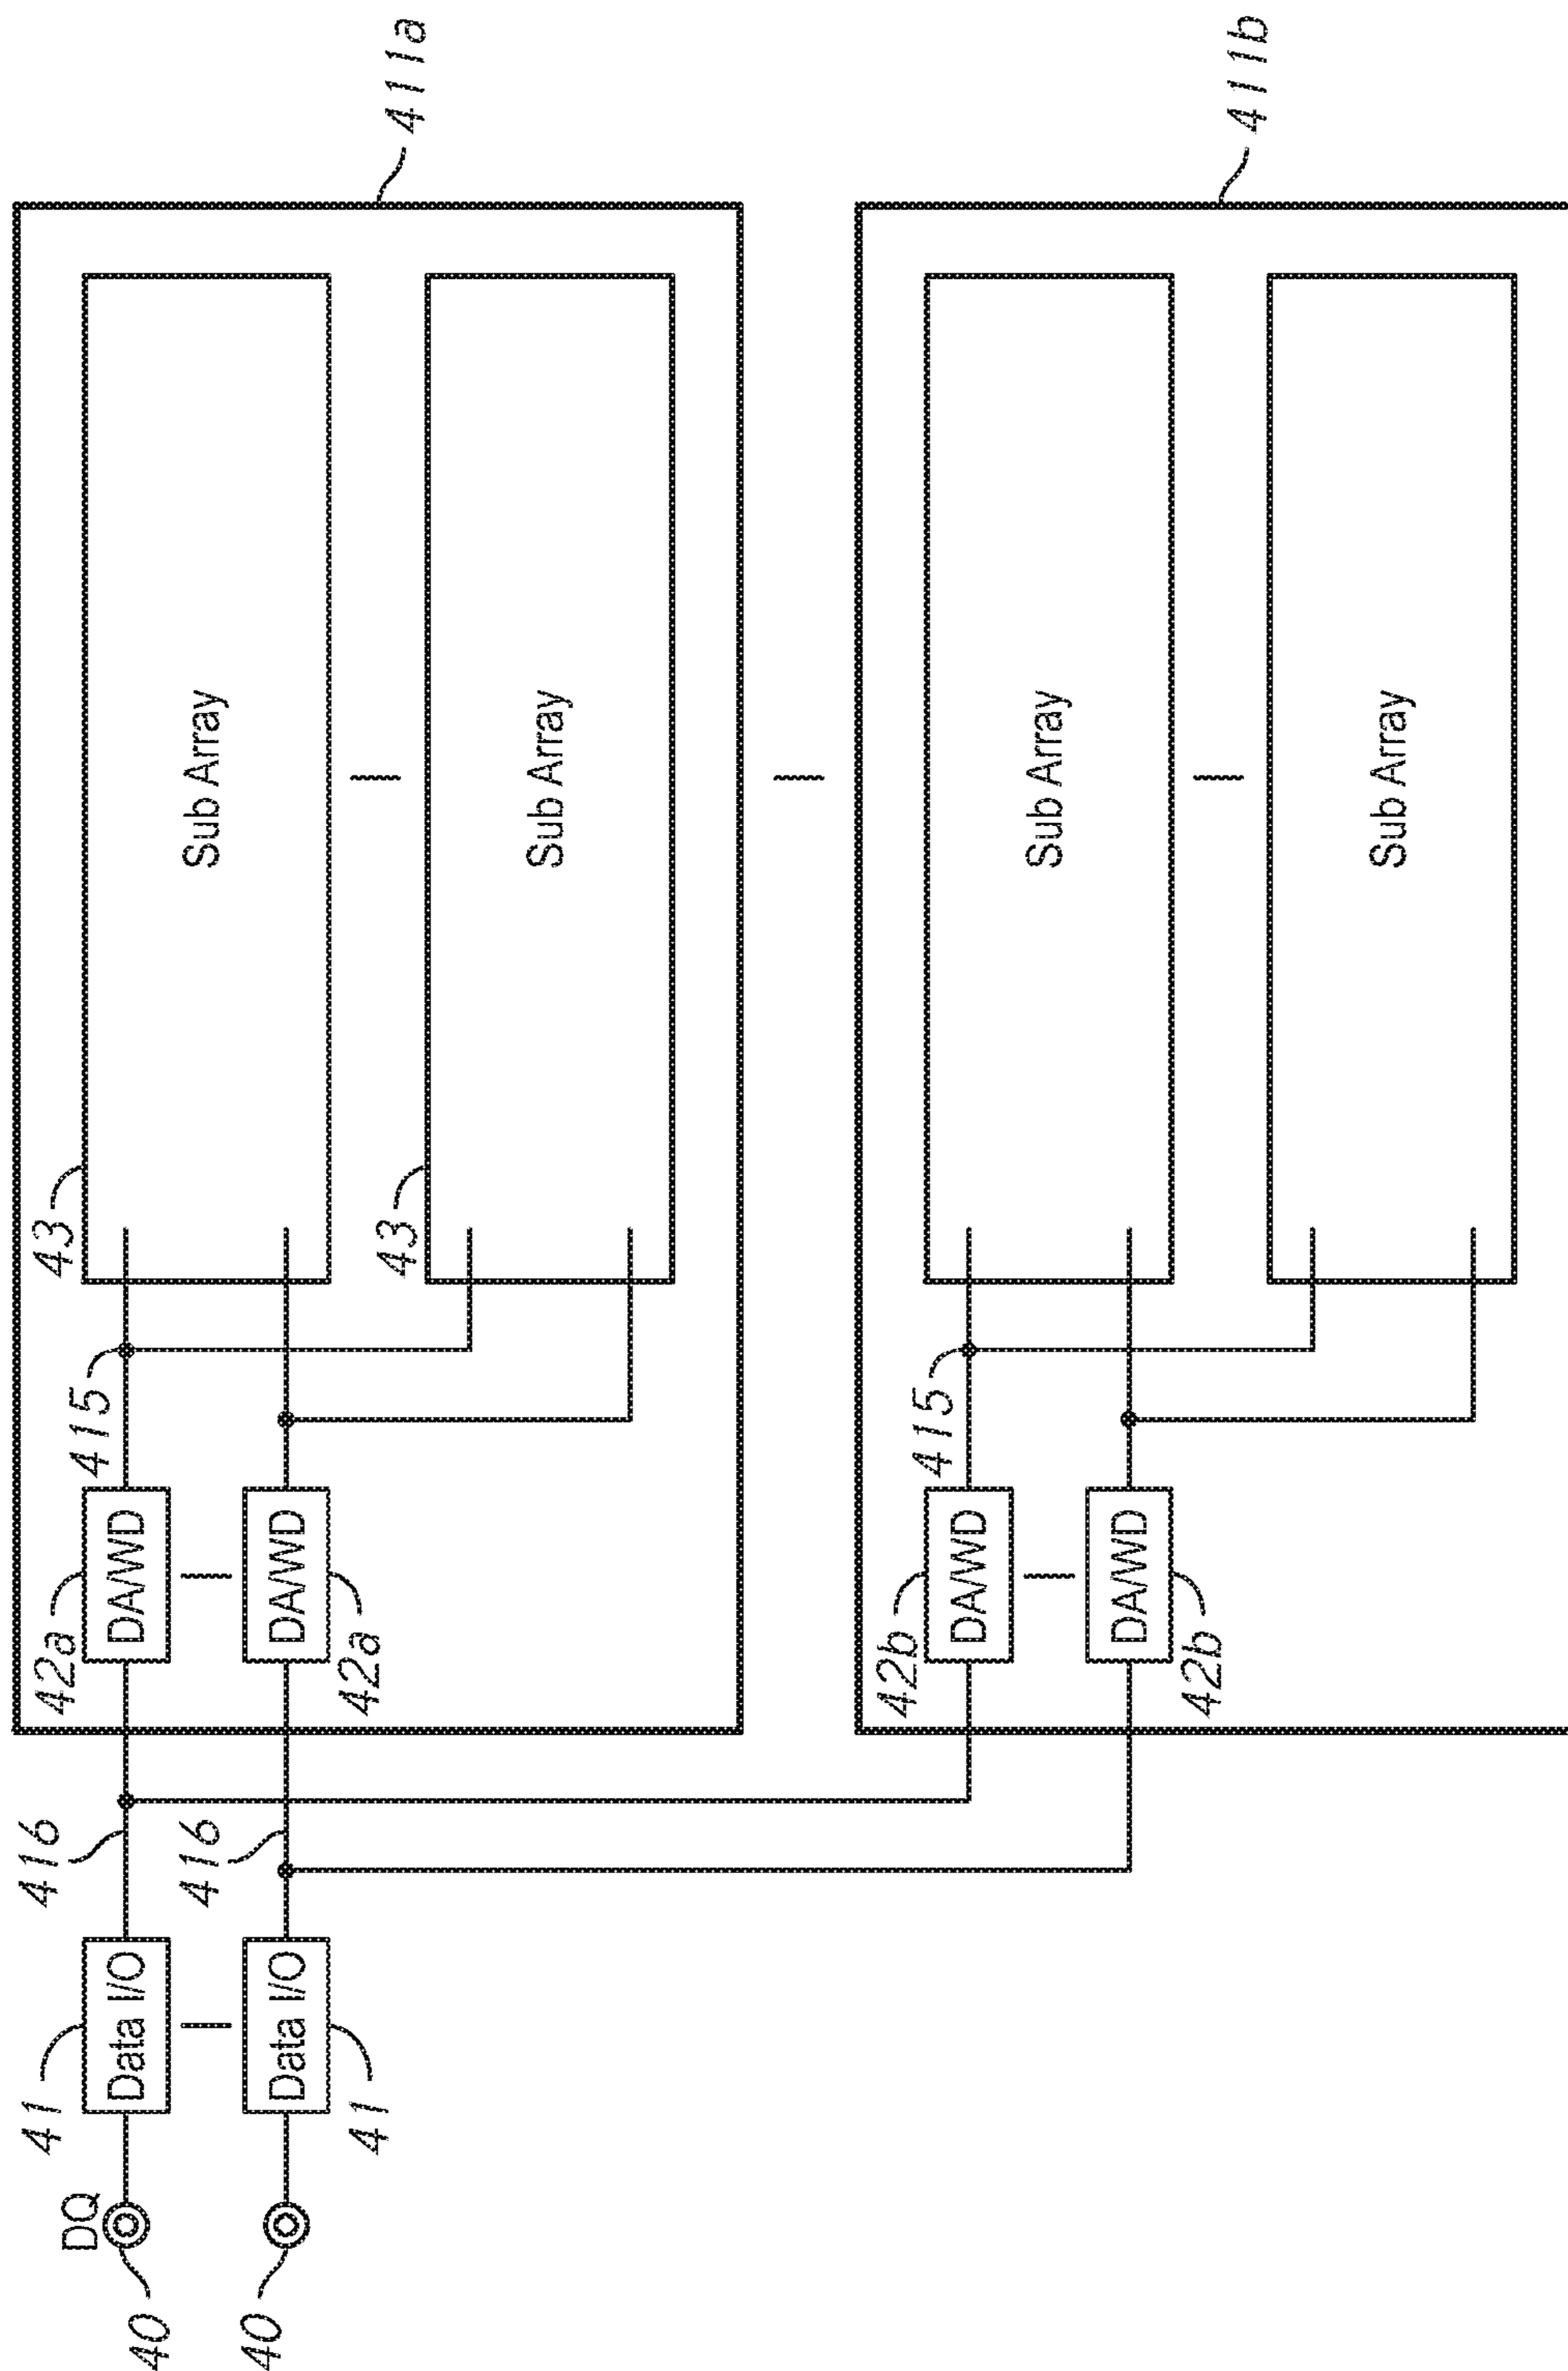 41
416
42a
43
DQ
415
Data I/O
DA/WD
40
416
Sub Array
40
Data I/O
DA/WD
41
42a
43
411a
Sub Array
42b
415
DA/WD
Sub Array
DA/WD
42b
411b
Sub Array